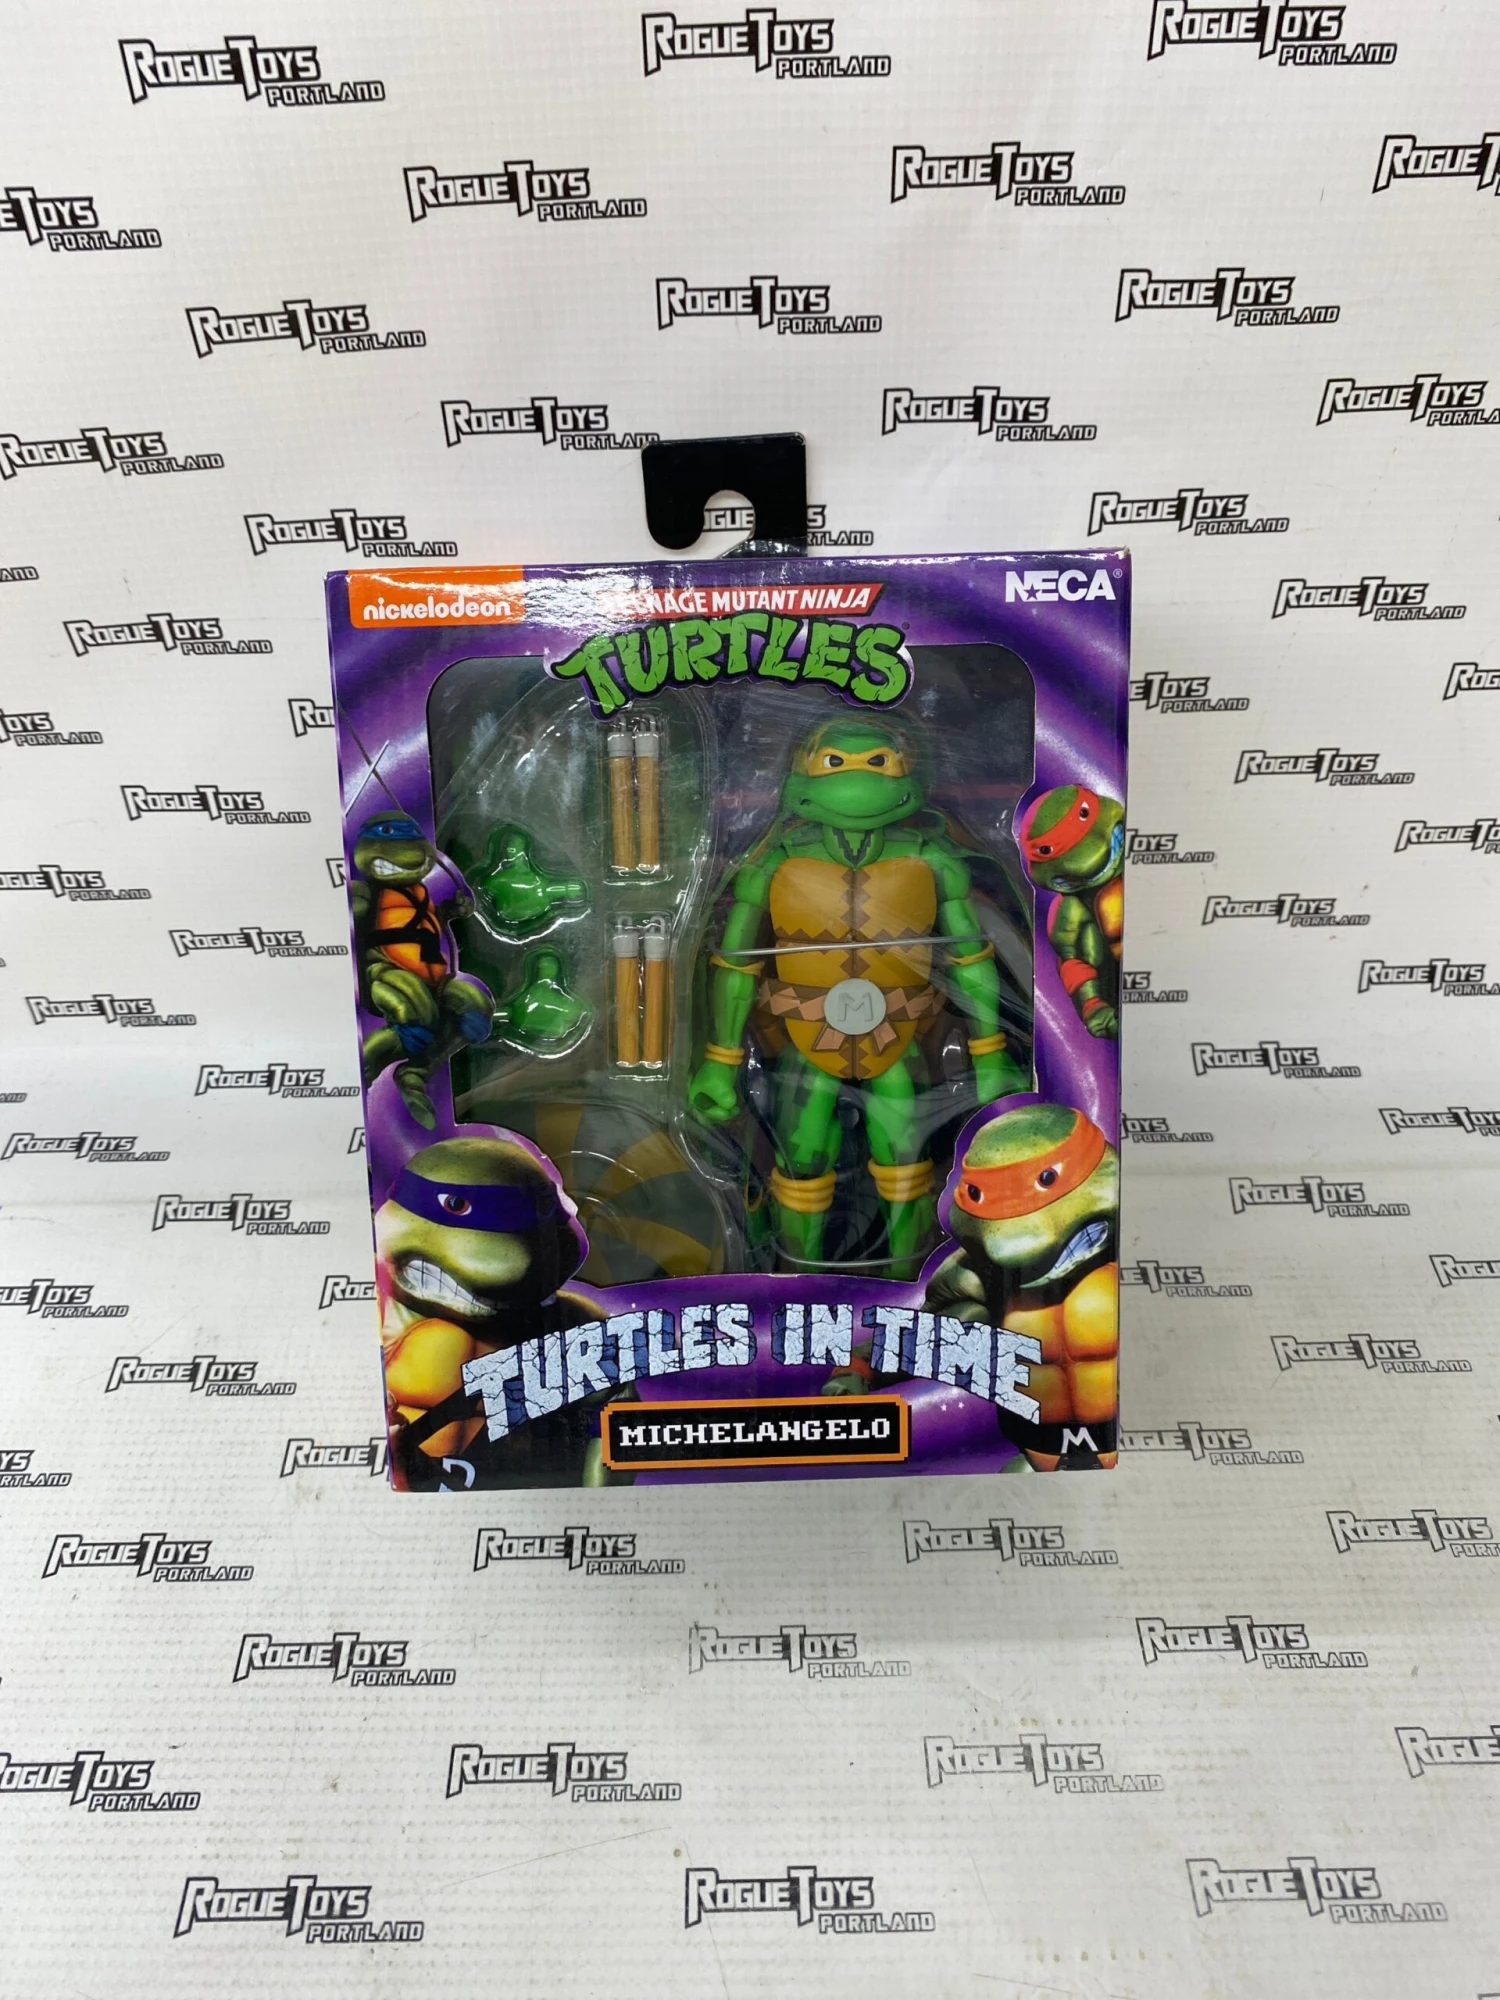 ROGUE TOYS
PORTLAND
nickelodeon
NECA®
TEENAGE MUTANT NINJA
TURTLES
M
TURTLES IN TIME
MICHELANGELO
D
M